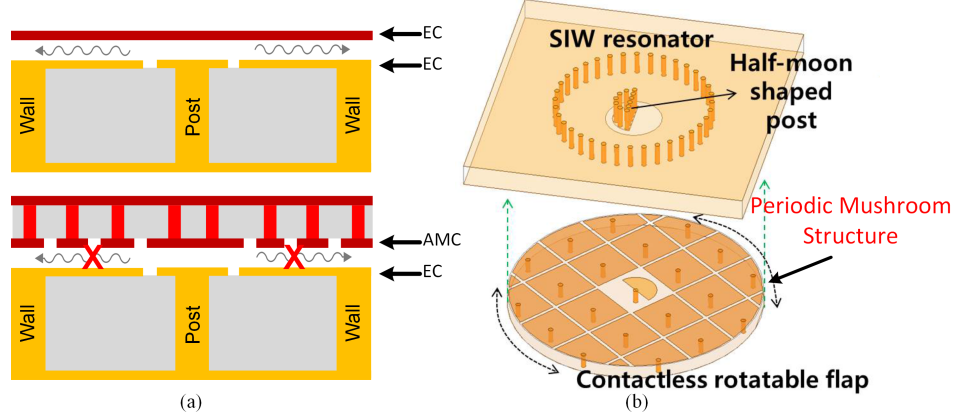 EC
EC
Wall
Post
Wall
AMC
EC
Wall
Post
Wall
(a)
SIW resonator
Half-moon
shaped
post
Periodic Mushroom
Structure
Contactless rotatable flap
(b)